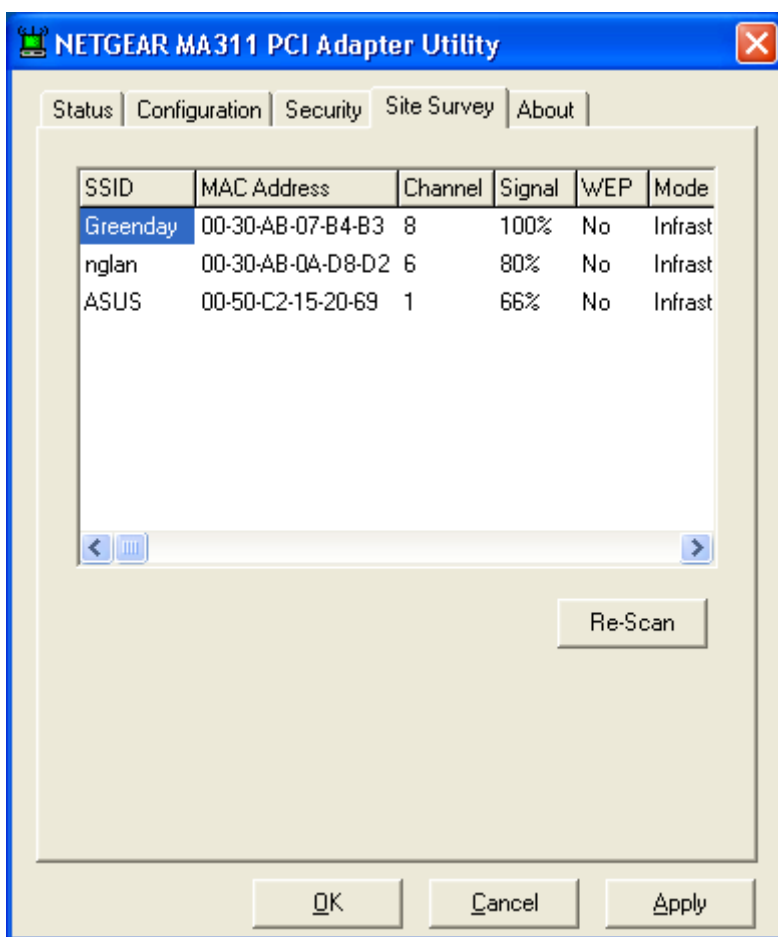 NETGEAR MA311 PCI Adapter Utility
Status Configuration Security Site Survey About
SSID MAC Address Channel Signal WEP Mode
Greenday 00-30-AB-07-B4-B3 8 100% No Infrast
nglan 00-30-AB-0A-D8-D2 6 80% No Infrast
ASUS 00-50-C2-15-20-69 1 66% No Infrast
Re-Scan
OK Cancel Apply